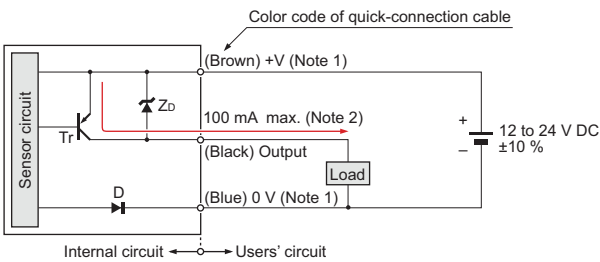 Color code of quick-connection cable
(Brown) +V (Note 1)
Sensor circuit
Tr
ZD
100 mA max. (Note 2)
(Black) Output
+
–
12 to 24 V DC
±10 %
Load
D
(Blue) 0 V (Note 1)
Internal circuit
Users' circuit